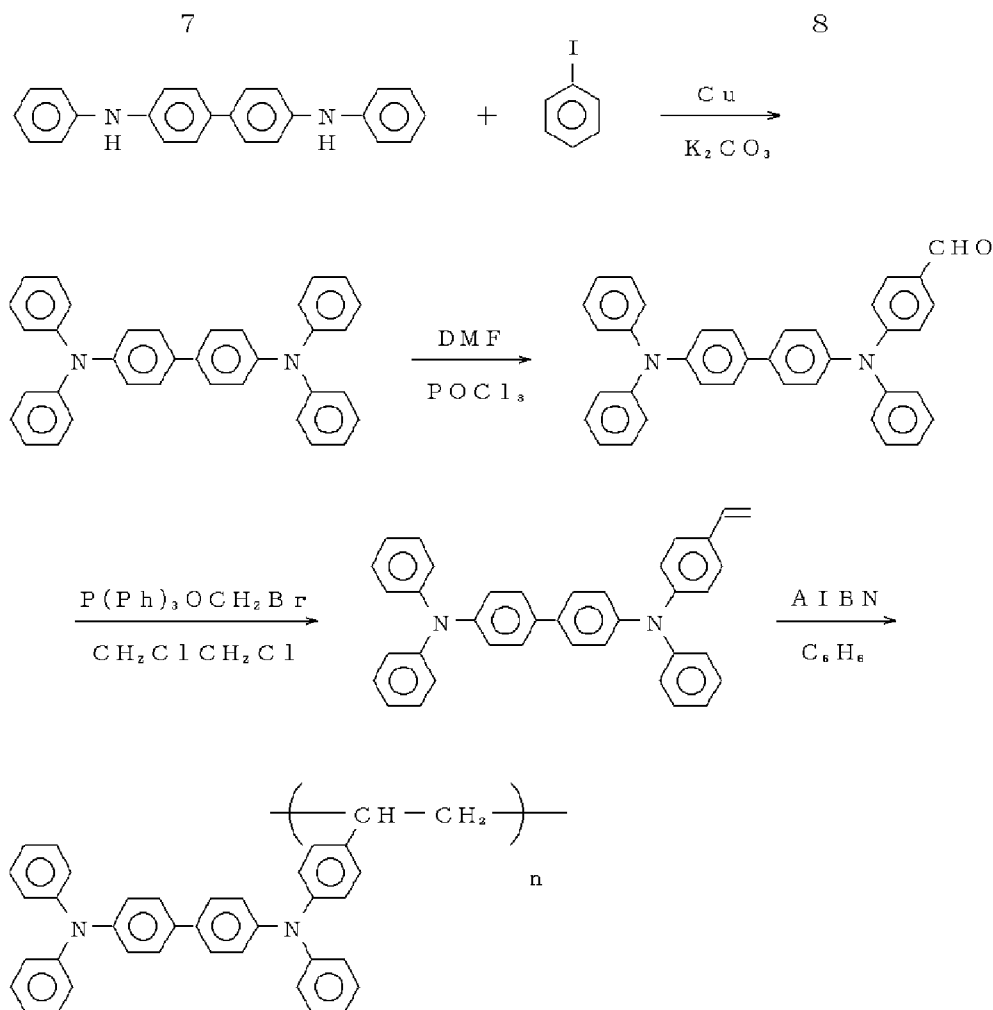 7 8
I
N H N H + Cu
K₂CO₃
CHO
N N DMF N N
POCl₃
P(Ph)₃OCH₂Br N N AIBN
CH₂ClCH₂Cl C₆H₆
CH CH₂
n
N N